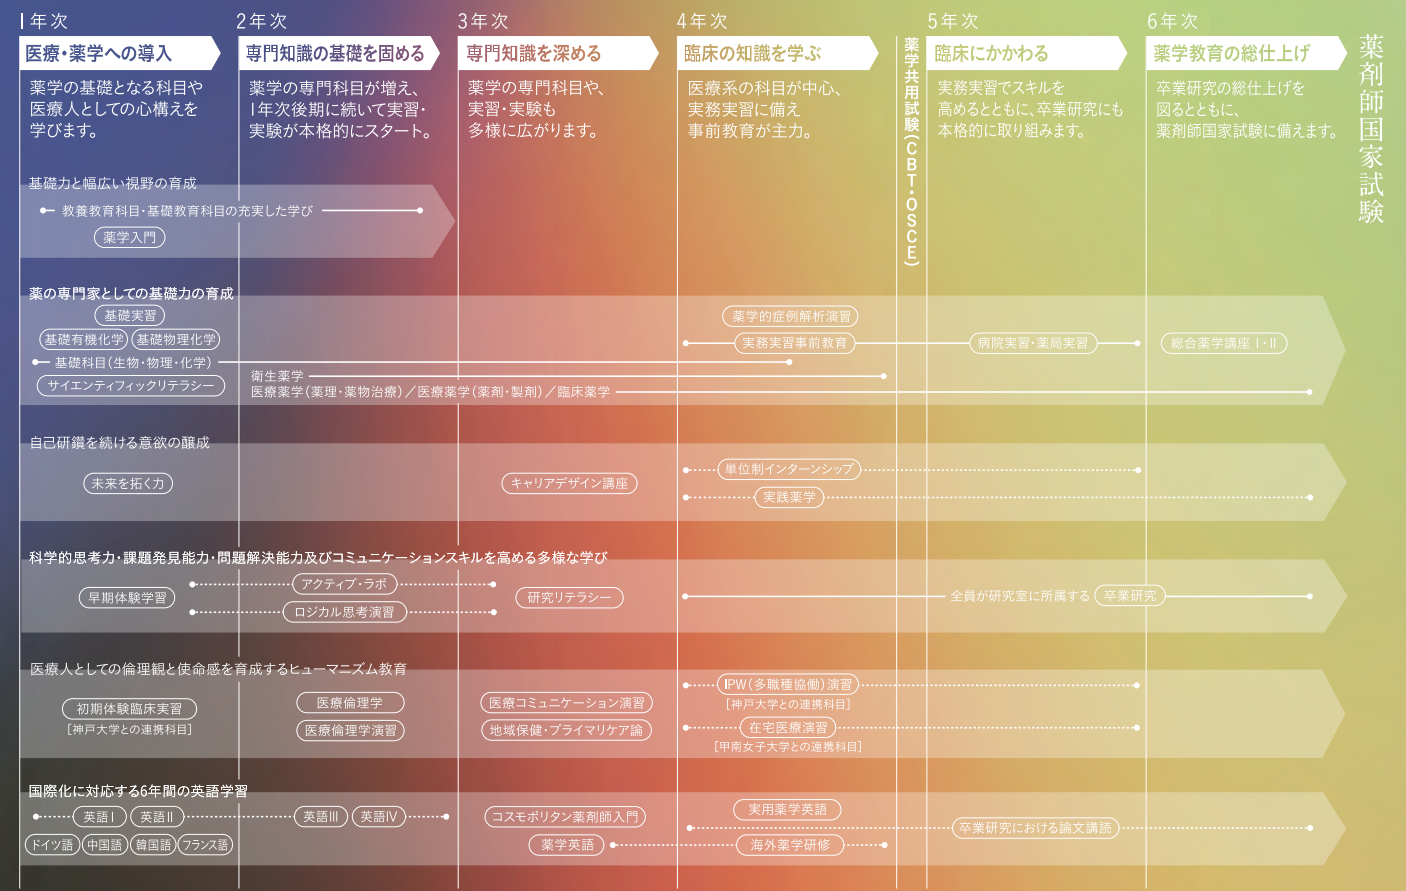 1年次
2年次
3年次
4年次
5年次
6年次
医療・薬学への導入
専門知識の基礎を固める
専門知識を深める
臨床の知識を学ぶ
臨床にかかわる
薬学教育の総仕上げ
薬学の基礎となる科目や
医療人としての心構えを
学びます。
薬学の専門科目が増え、
1年次後期に続いて実習・
実験が本格的にスタート。
薬学の専門科目や、
実習・実験も
多様に広がります。
医療系の科目が中心、
実務実習に備え
事前教育が主力。
薬学共用試験(CBT・OSCE)
実務実習でスキルを
高めるとともに、卒業研究にも
本格的に取り組みます。
卒業研究の総仕上げを
図るとともに、
薬剤師国家試験に備えます。
薬剤師国家試験
基礎力と幅広い視野の育成
教養教育科目・基礎教育科目の充実した学び
薬学入門
薬の専門家としての基礎力の育成
基礎実習
基礎有機化学
基礎物理化学
基礎科目(生物・物理・化学)
サイエンティフィックリテラシー
衛生薬学
医療薬学(薬理・薬物治療)/医療薬学(薬剤・製剤)/臨床薬学
薬学的症例解析演習
実務実習事前教育
病院実習・薬局実習
総合薬学講座 I・II
自己研鑽を続ける意欲の醸成
未来を拓く力
キャリアデザイン講座
単位制インターンシップ
実践薬学
科学的思考力・課題発見能力・問題解決能力及びコミュニケーションスキルを高める多様な学び
早期体験学習
アクティブ・ラボ
ロジカル思考演習
研究リテラシー
全員が研究室に所属する 卒業研究
医療人としての倫理観と使命感を育成するヒューマニズム教育
初期体験臨床実習
[神戸大学との連携科目]
医療倫理学
医療倫理学演習
医療コミュニケーション演習
地域保健・プライマリケア論
IPW(多職種協働)演習
[神戸大学との連携科目]
在宅医療演習
[甲南女子大学との連携科目]
国際化に対応する6年間の英語学習
英語I
英語II
英語III
英語IV
ドイツ語
中国語
韓国語
フランス語
コスモポリタン薬剤師入門
薬学英語
実用薬学英語
海外薬学研修
卒業研究における論文講読